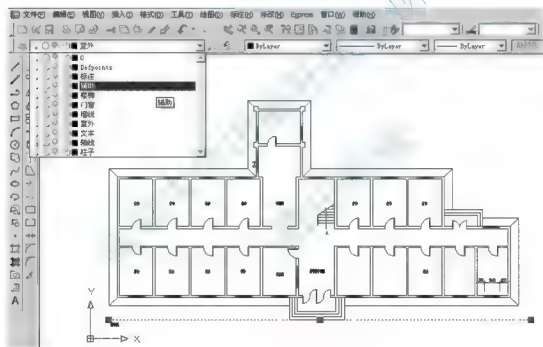 文件(F) 编辑(E) 视图(V) 插入(I) 格式(O) 工具(T) 绘图(D) 标注(N) 修改(M) Express 窗口(W) 帮助(H)
室外 ByLayer ByLayer ByLayer
0
Defpoints
标注
辅助
楼梯
辅助
门窗
墙线
室外
文本
轴线
柱子
A
Y
X